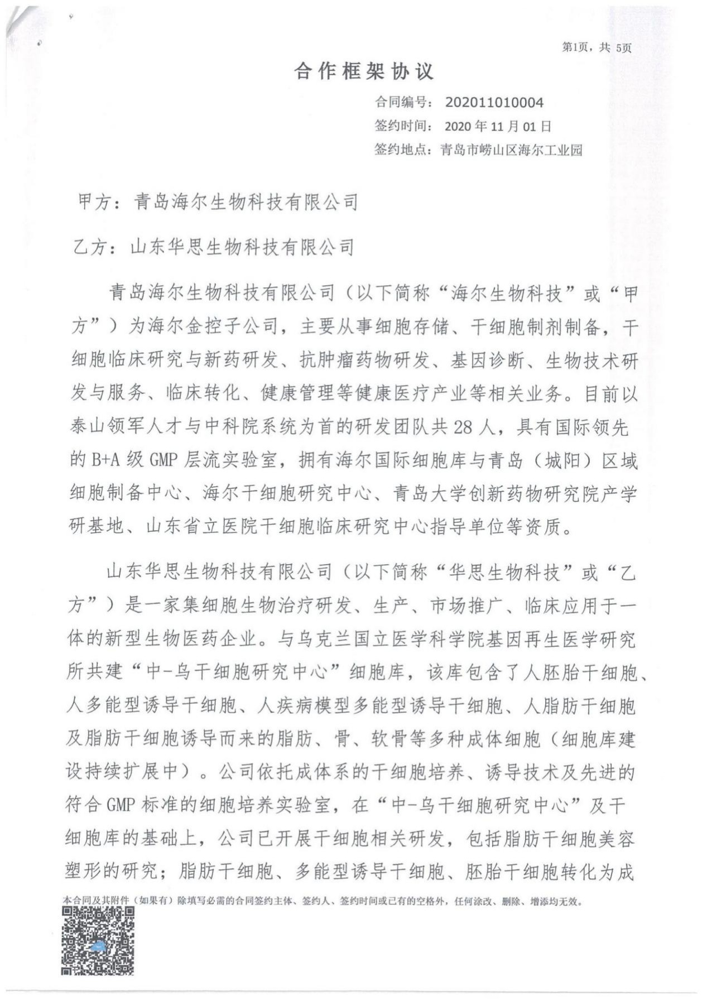 第1页，共 5页
合作框架协议
合同编号： 202011010004
签约时间： 2020 年 11 月 01 日
签约地点：青岛市崂山区海尔工业园
甲方：青岛海尔生物科技有限公司
乙方：山东华思生物科技有限公司
青岛海尔生物科技有限公司（以下简称“海尔生物科技”或“甲
方”）为海尔金控子公司，主要从事细胞存储、干细胞制剂制备，干
细胞临床研究与新药研发、抗肿瘤药物研发、基因诊断、生物技术研
发与服务、临床转化、健康管理等健康医疗产业等相关业务。目前以
泰山领军人才与中科院系统为首的研发团队共 28 人，具有国际领先
的 B+A 级 GMP 层流实验室，拥有海尔国际细胞库与青岛（城阳）区域
细胞制备中心、海尔干细胞研究中心、青岛大学创新药物研究院产学
研基地、山东省立医院干细胞临床研究中心指导单位等资质。
山东华思生物科技有限公司（以下简称“华思生物科技”或“乙
方”）是一家集细胞生物治疗研发、生产、市场推广、临床应用于一
体的新型生物医药企业。与乌克兰国立医学科学院基因再生医学研究
所共建“中-乌干细胞研究中心”细胞库，该库包含了人胚胎干细胞、
人多能型诱导干细胞、人疾病模型多能型诱导干细胞、人脂肪干细胞
及脂肪干细胞诱导而来的脂肪、骨、软骨等多种成体细胞（细胞库建
设持续扩展中）。公司依托成体系的干细胞培养、诱导技术及先进的
符合 GMP 标准的细胞培养实验室，在“中-乌干细胞研究中心”及干
细胞库的基础上，公司已开展干细胞相关研发，包括脂肪干细胞美容
塑形的研究；脂肪干细胞、多能型诱导干细胞、胚胎干细胞转化为成
本合同及其附件（如果有）除填写必需的合同签约主体、签约人、签约时间或已有的空格外，任何涂改、删除、增添均无效。